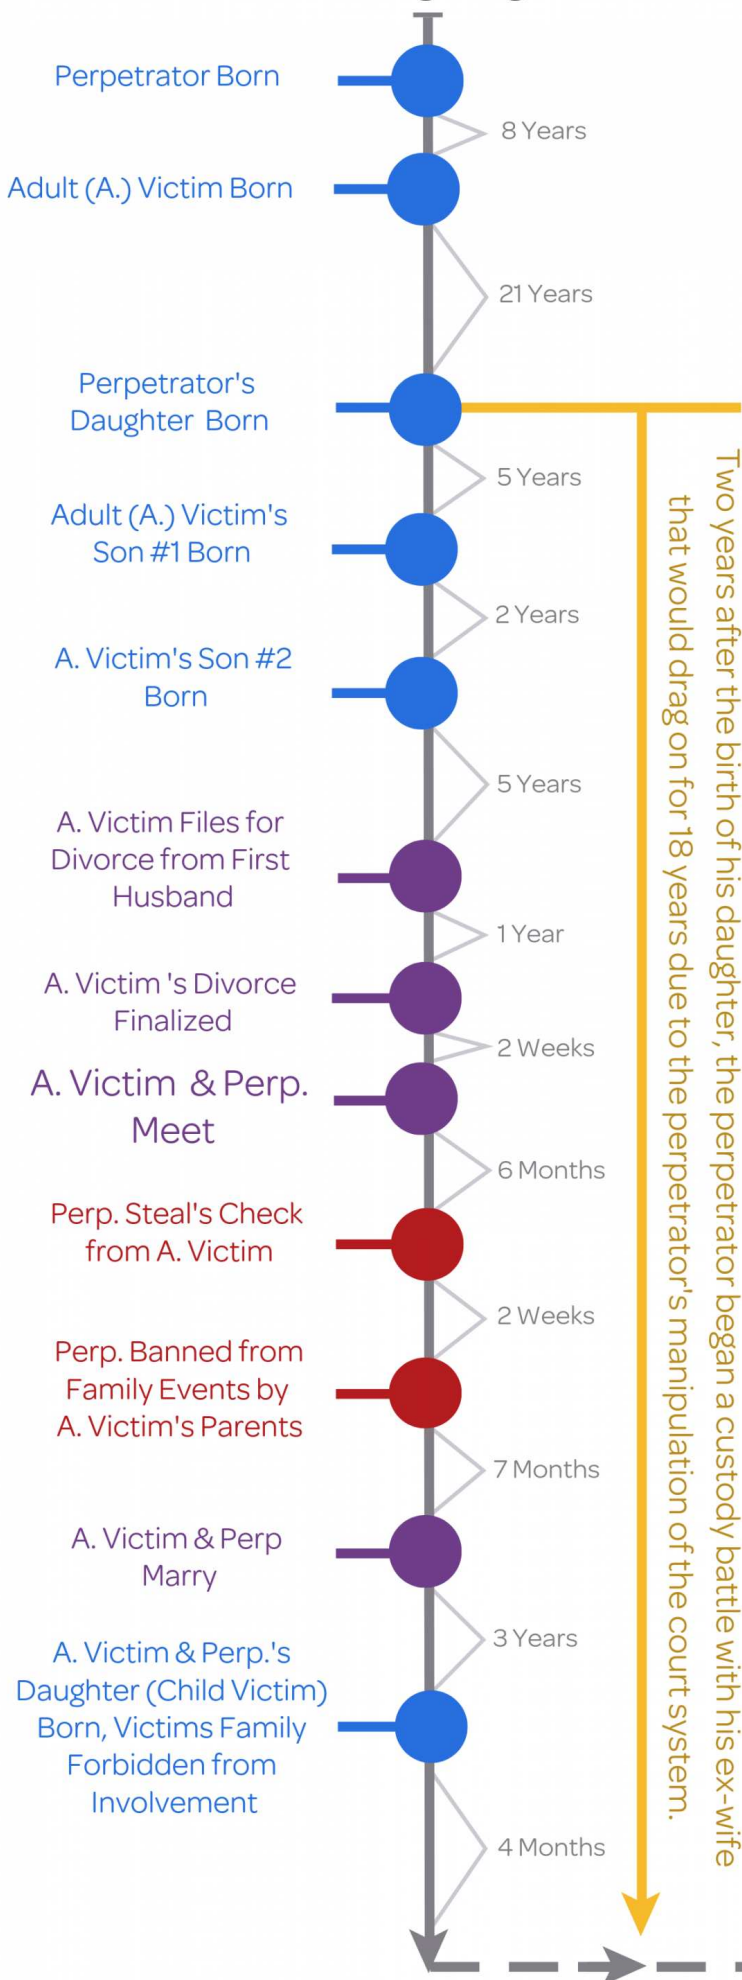 Perpetrator Born
8 Years
Adult (A.) Victim Born
21 Years
Perpetrator's
Daughter Born
5 Years
Adult (A.) Victim's
Son #1 Born
2 Years
A. Victim's Son #2
Born
5 Years
A. Victim Files for
Divorce from First
Husband
1 Year
A. Victim 's Divorce
Finalized
2 Weeks
A. Victim & Perp.
Meet
6 Months
Perp. Steal's Check
from A. Victim
2 Weeks
Perp. Banned from
Family Events by
A. Victim's Parents
7 Months
A. Victim & Perp
Marry
3 Years
A. Victim & Perp.'s
Daughter (Child Victim)
Born, Victims Family
Forbidden from
Involvement
4 Months
Two years after the birth of his daughter, the perpetrator began a custody battle with his ex-wife
that would drag on for 18 years due to the perpetrator's manipulation of the court system.